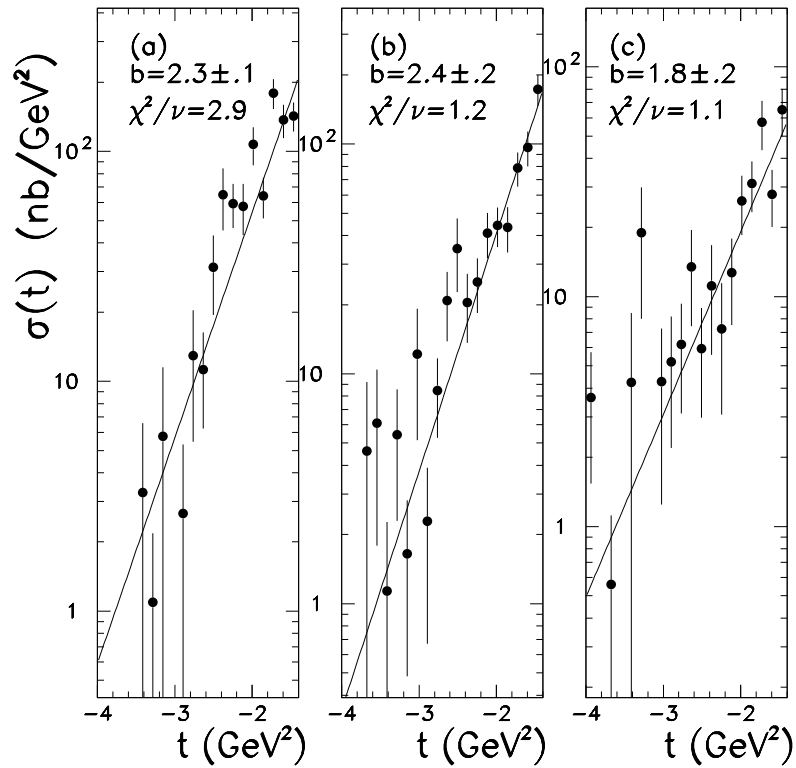 σ(t) (nb/GeV²)
(a)
b=2.3±.1
χ²/ν=2.9
10²
10
1
−4 −3 −2
t (GeV²)
(b)
b=2.4±.2
χ²/ν=1.2
10²
10
1
−4 −3 −2
t (GeV²)
(c)
b=1.8±.2
χ²/ν=1.1
10²
10
1
−4 −3 −2
t (GeV²)